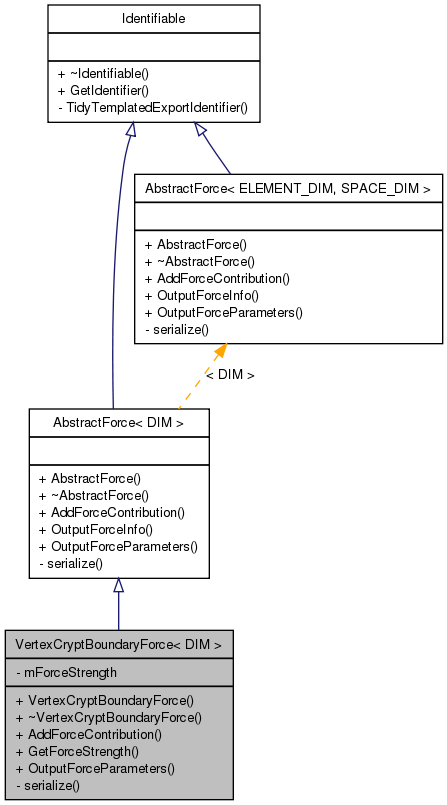 Identifiable
+ ~Identifiable()
+ GetIdentifier()
- TidyTemplatedExportIdentifier()
AbstractForce< ELEMENT_DIM, SPACE_DIM >
+ AbstractForce()
+ ~AbstractForce()
+ AddForceContribution()
+ OutputForceInfo()
+ OutputForceParameters()
- serialize()
< DIM >
AbstractForce< DIM >
+ AbstractForce()
+ ~AbstractForce()
+ AddForceContribution()
+ OutputForceInfo()
+ OutputForceParameters()
- serialize()
VertexCryptBoundaryForce< DIM >
- mForceStrength
+ VertexCryptBoundaryForce()
+ ~VertexCryptBoundaryForce()
+ AddForceContribution()
+ GetForceStrength()
+ OutputForceParameters()
- serialize()